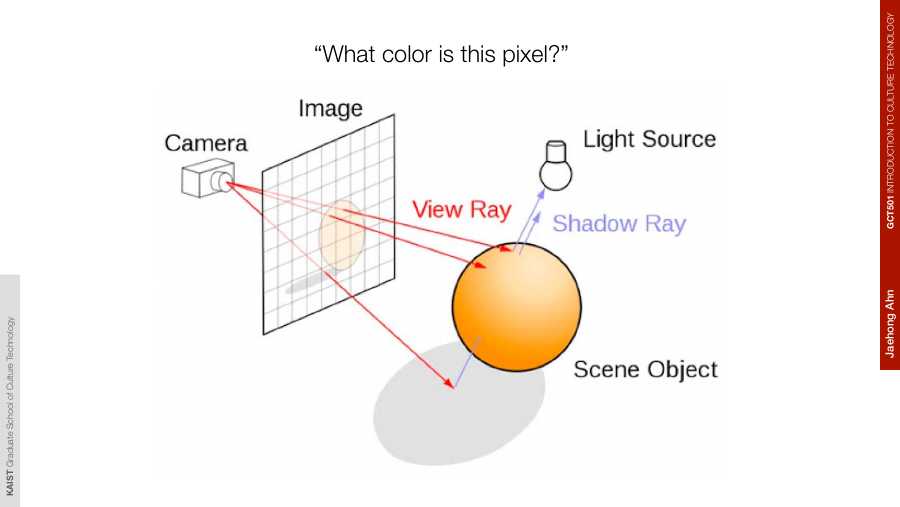 “What color is this pixel?”
Image
Camera
Light Source
View Ray
Shadow Ray
Scene Object
GCT501 INTRODUCTION TO CULTURE TECHNOLOGY
Jaehong Ahn
KAIST Graduate School of Culture Technology